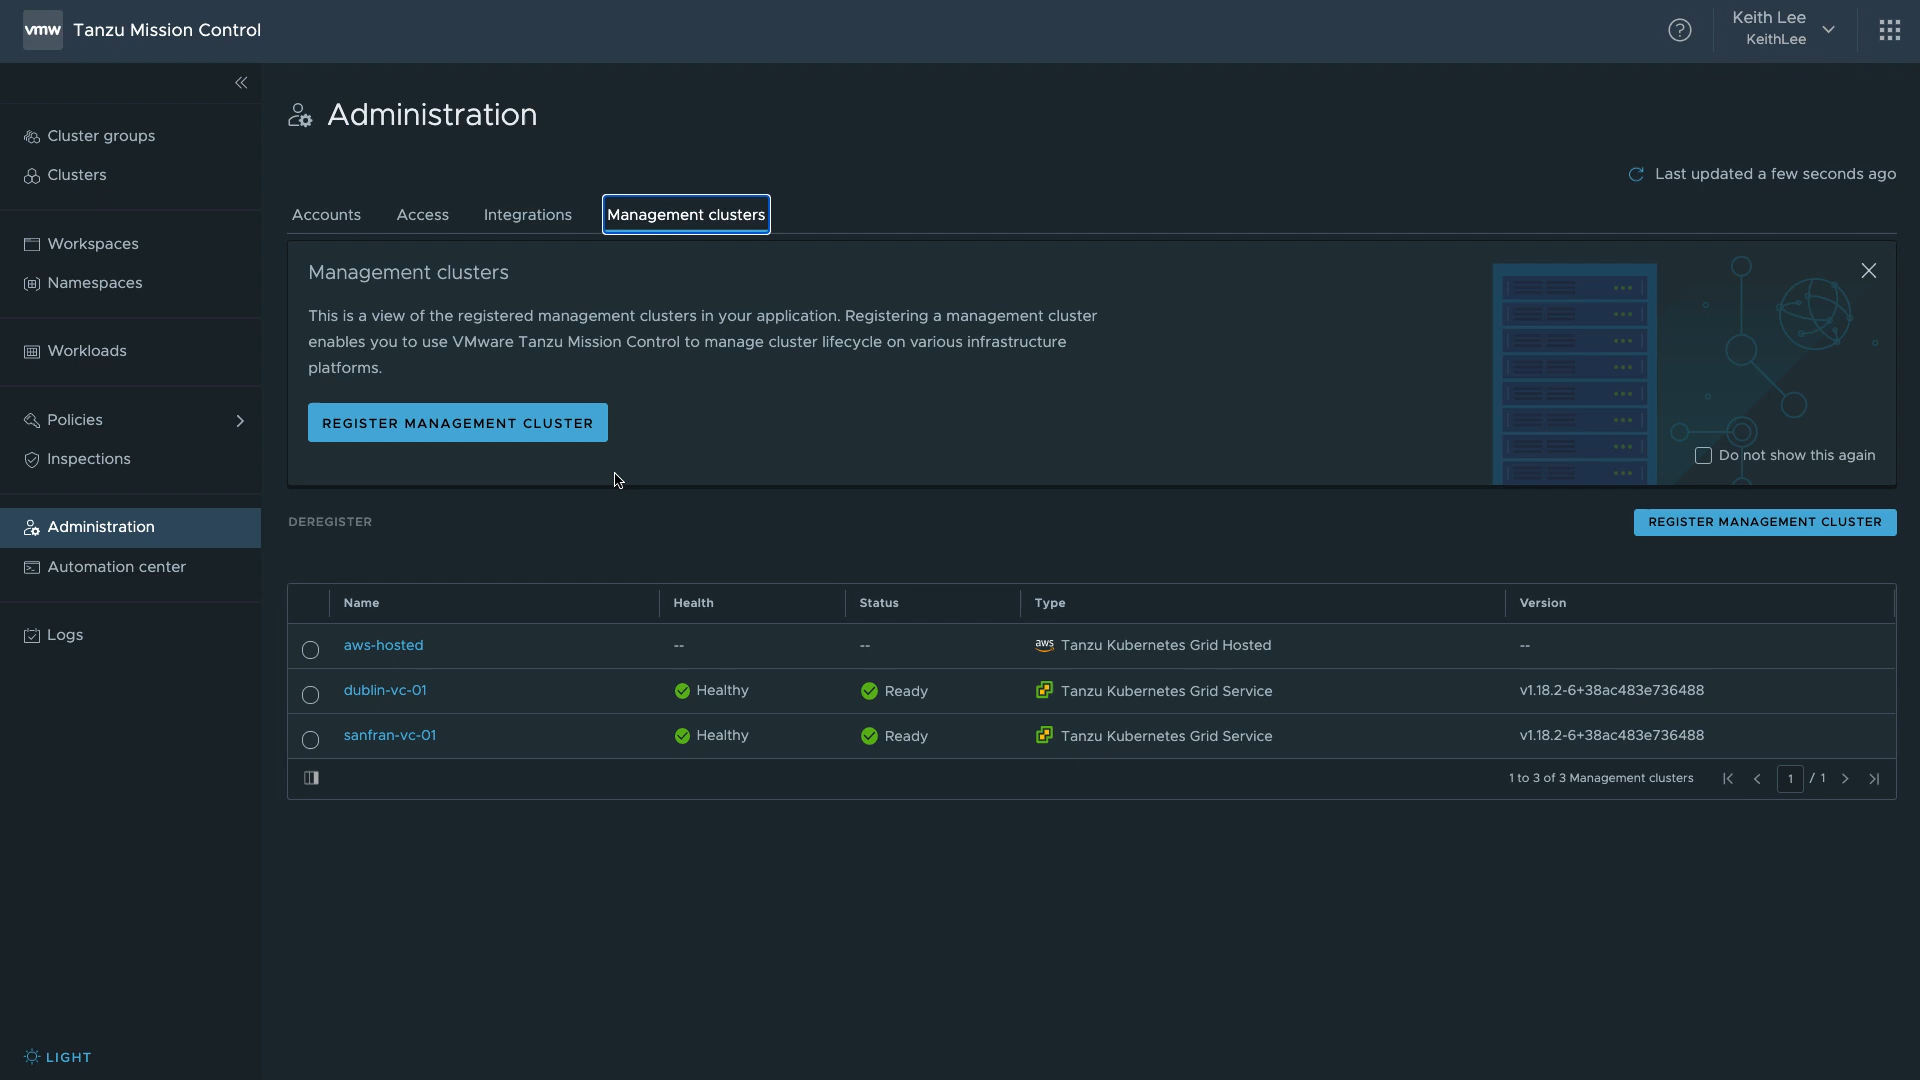 vmw Tanzu Mission Control
Keith Lee
KeithLee
Cluster groups
Clusters
Workspaces
Namespaces
Workloads
Policies
Inspections
Administration
Automation center
Logs
LIGHT
Administration
Last updated a few seconds ago
Accounts Access Integrations Management clusters
Management clusters
This is a view of the registered management clusters in your application. Registering a management cluster
enables you to use VMware Tanzu Mission Control to manage cluster lifecycle on various infrastructure
platforms.
REGISTER MANAGEMENT CLUSTER
Do not show this again
DEREGISTER
REGISTER MANAGEMENT CLUSTER
Name Health Status Type Version
aws-hosted -- -- aws Tanzu Kubernetes Grid Hosted --
dublin-vc-01 Healthy Ready Tanzu Kubernetes Grid Service v1.18.2-6+38ac483e736488
sanfran-vc-01 Healthy Ready Tanzu Kubernetes Grid Service v1.18.2-6+38ac483e736488
1 to 3 of 3 Management clusters 1 / 1